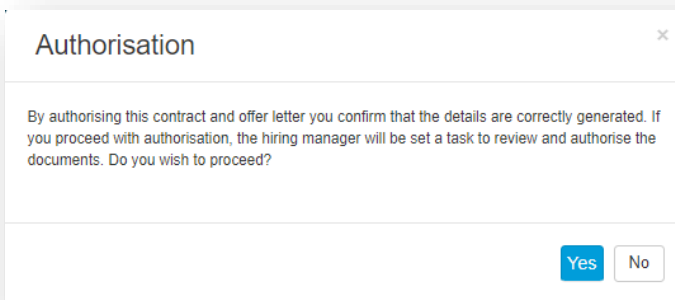 Authorisation
×
By authorising this contract and offer letter you confirm that the details are correctly generated. If
you proceed with authorisation, the hiring manager will be set a task to review and authorise the
documents. Do you wish to proceed?
Yes No